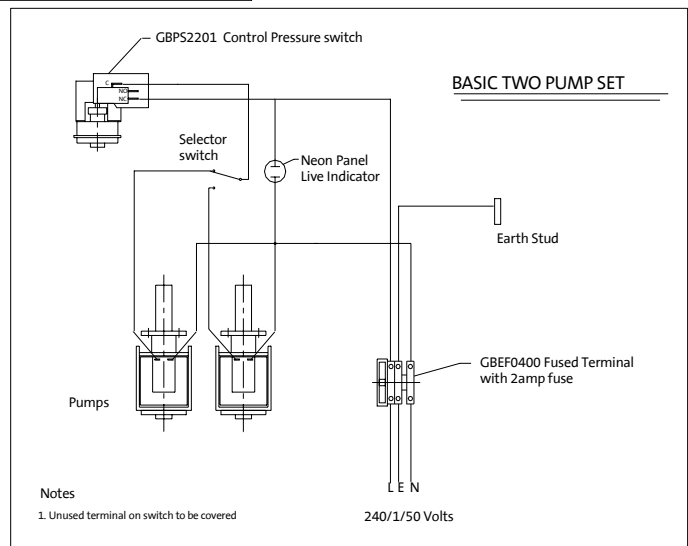 GBPS2201 Control Pressure switch
C
NO
NC
BASIC TWO PUMP SET
Selector
switch
Neon Panel
Live Indicator
Earth Stud
GBEF0400 Fused Terminal
with 2amp fuse
Pumps
L E N
Notes
1. Unused terminal on switch to be covered
240/1/50 Volts